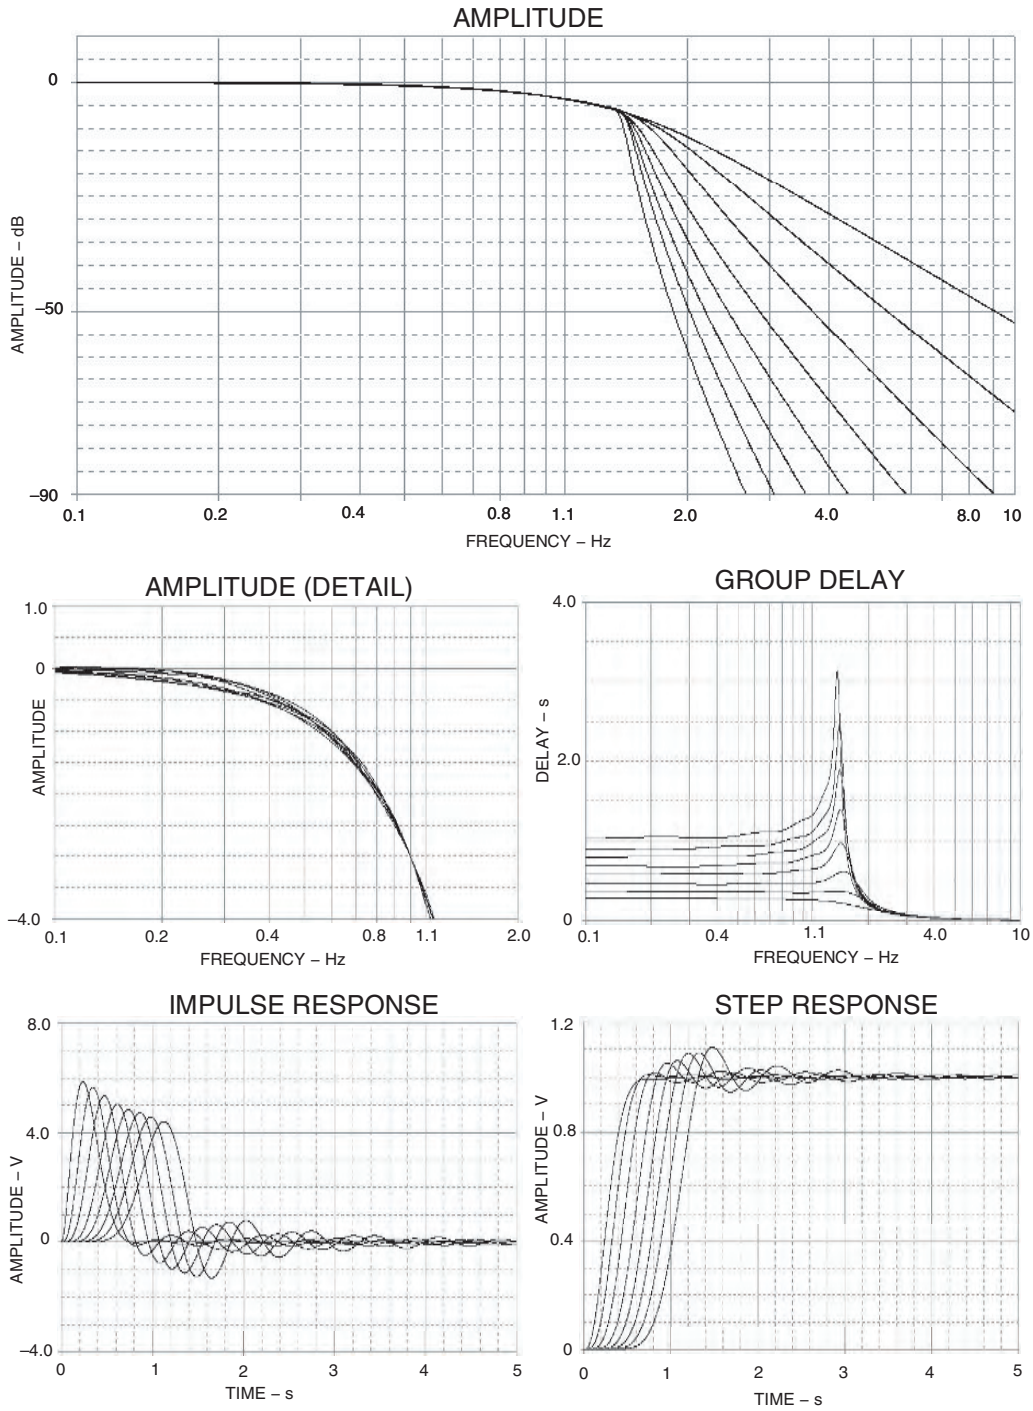 AMPLITUDE
0
–50
–90
AMPLITUDE – dB
0.1 0.2 0.4 0.8 1.1 2.0 4.0 8.0 10
FREQUENCY – Hz
AMPLITUDE (DETAIL)
1.0
0
–4.0
AMPLITUDE
0.1 0.2 0.4 0.8 1.1 2.0
FREQUENCY – Hz
GROUP DELAY
4.0
2.0
0
DELAY – s
0.1 0.4 1.1 4.0 10
FREQUENCY – Hz
IMPULSE RESPONSE
8.0
4.0
0
–4.0
AMPLITUDE – V
0 1 2 3 4 5
TIME – s
STEP RESPONSE
1.2
0.8
0.4
0
AMPLITUDE – V
0 1 2 3 4 5
TIME – s